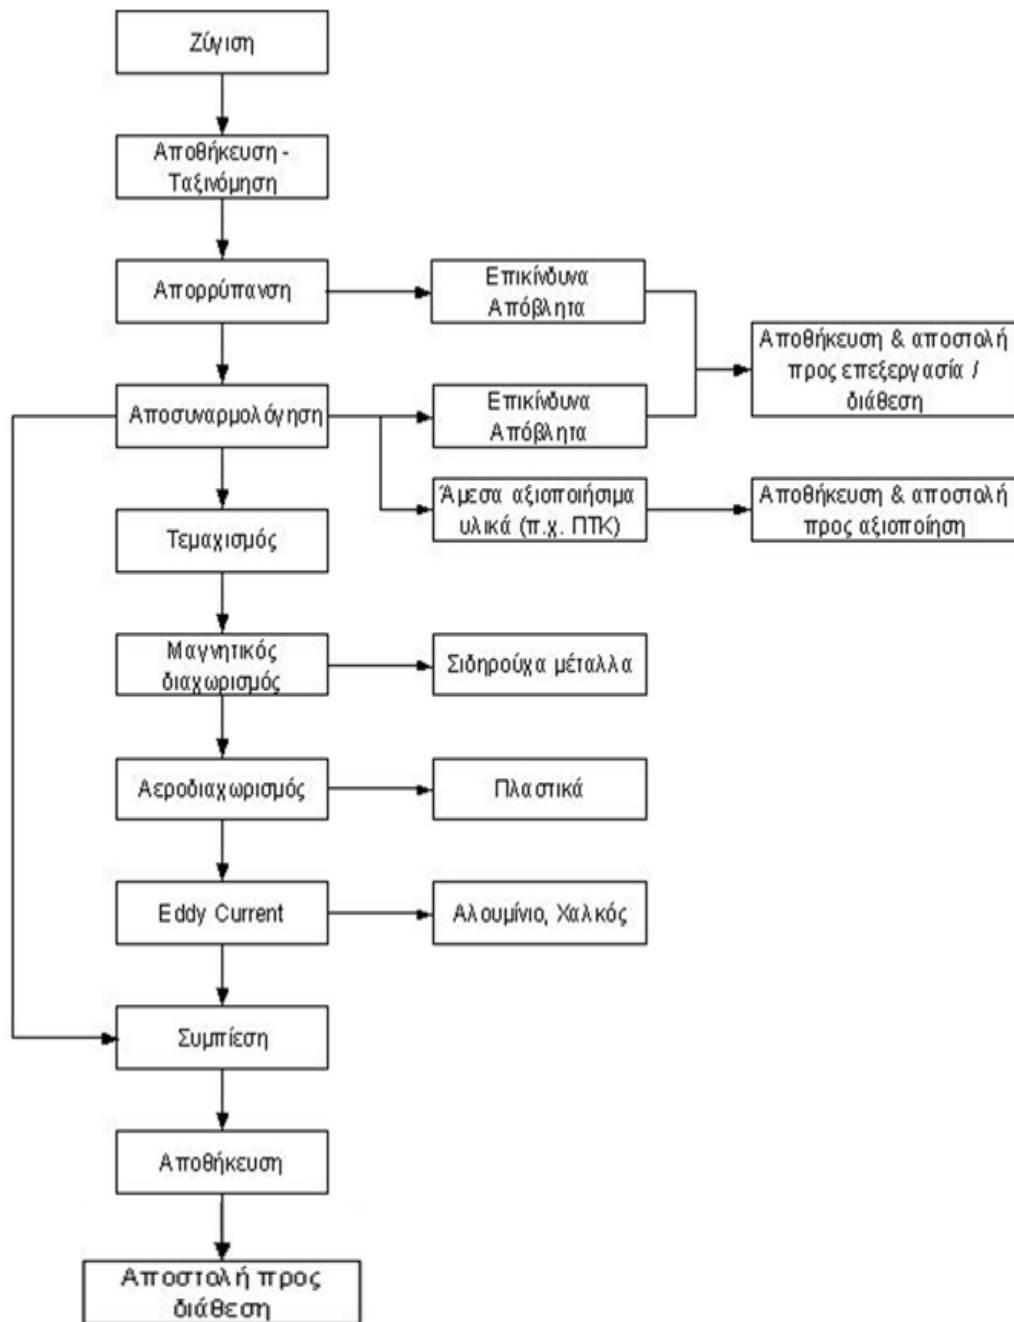 Ζύγιση
Αποθήκευση -
Ταξινόμηση
Απορρύπανση
Επικίνδυνα
Απόβλητα
Αποθήκευση & αποστολή
προς επεξεργασία /
διάθεση
Αποσυναρμολόγηση
Επικίνδυνα
Απόβλητα
Άμεσα αξιοποιήσιμα
υλικά (π.χ. ΠΤΚ)
Αποθήκευση & αποστολή
προς αξιοποίηση
Τεμαχισμός
Μαγνητικός
διαχωρισμός
Σιδηρούχα μέταλλα
Αεροδιαχωρισμός
Πλαστικά
Eddy Current
Αλουμίνιο, Χαλκός
Συμπίεση
Αποθήκευση
Αποστολή προς
διάθεση